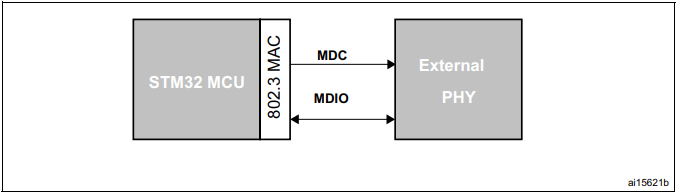 STM32 MCU
802.3 MAC
MDC
MDIO
External
PHY
ai15621b